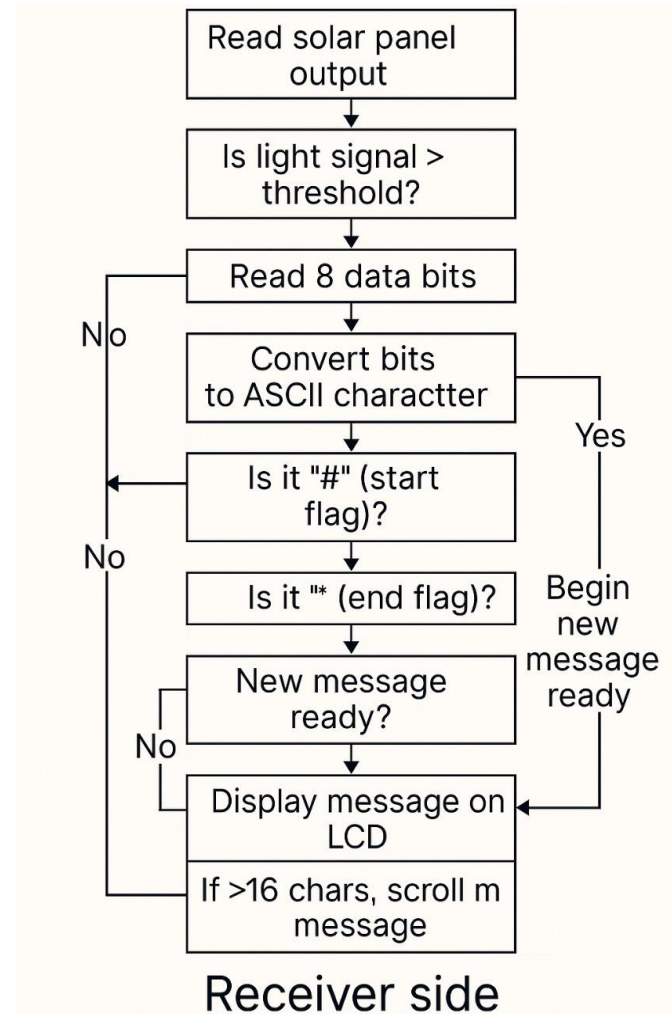 Read solar panel
output
Is light signal >
threshold?
Read 8 data bits
No
Convert bits
to ASCII charactter
Yes
Is it "#" (start
flag)?
No
Is it "* (end flag)?
Begin
new
message
ready
New message
ready?
No
Display message on
LCD
If >16 chars, scroll m
message
Receiver side